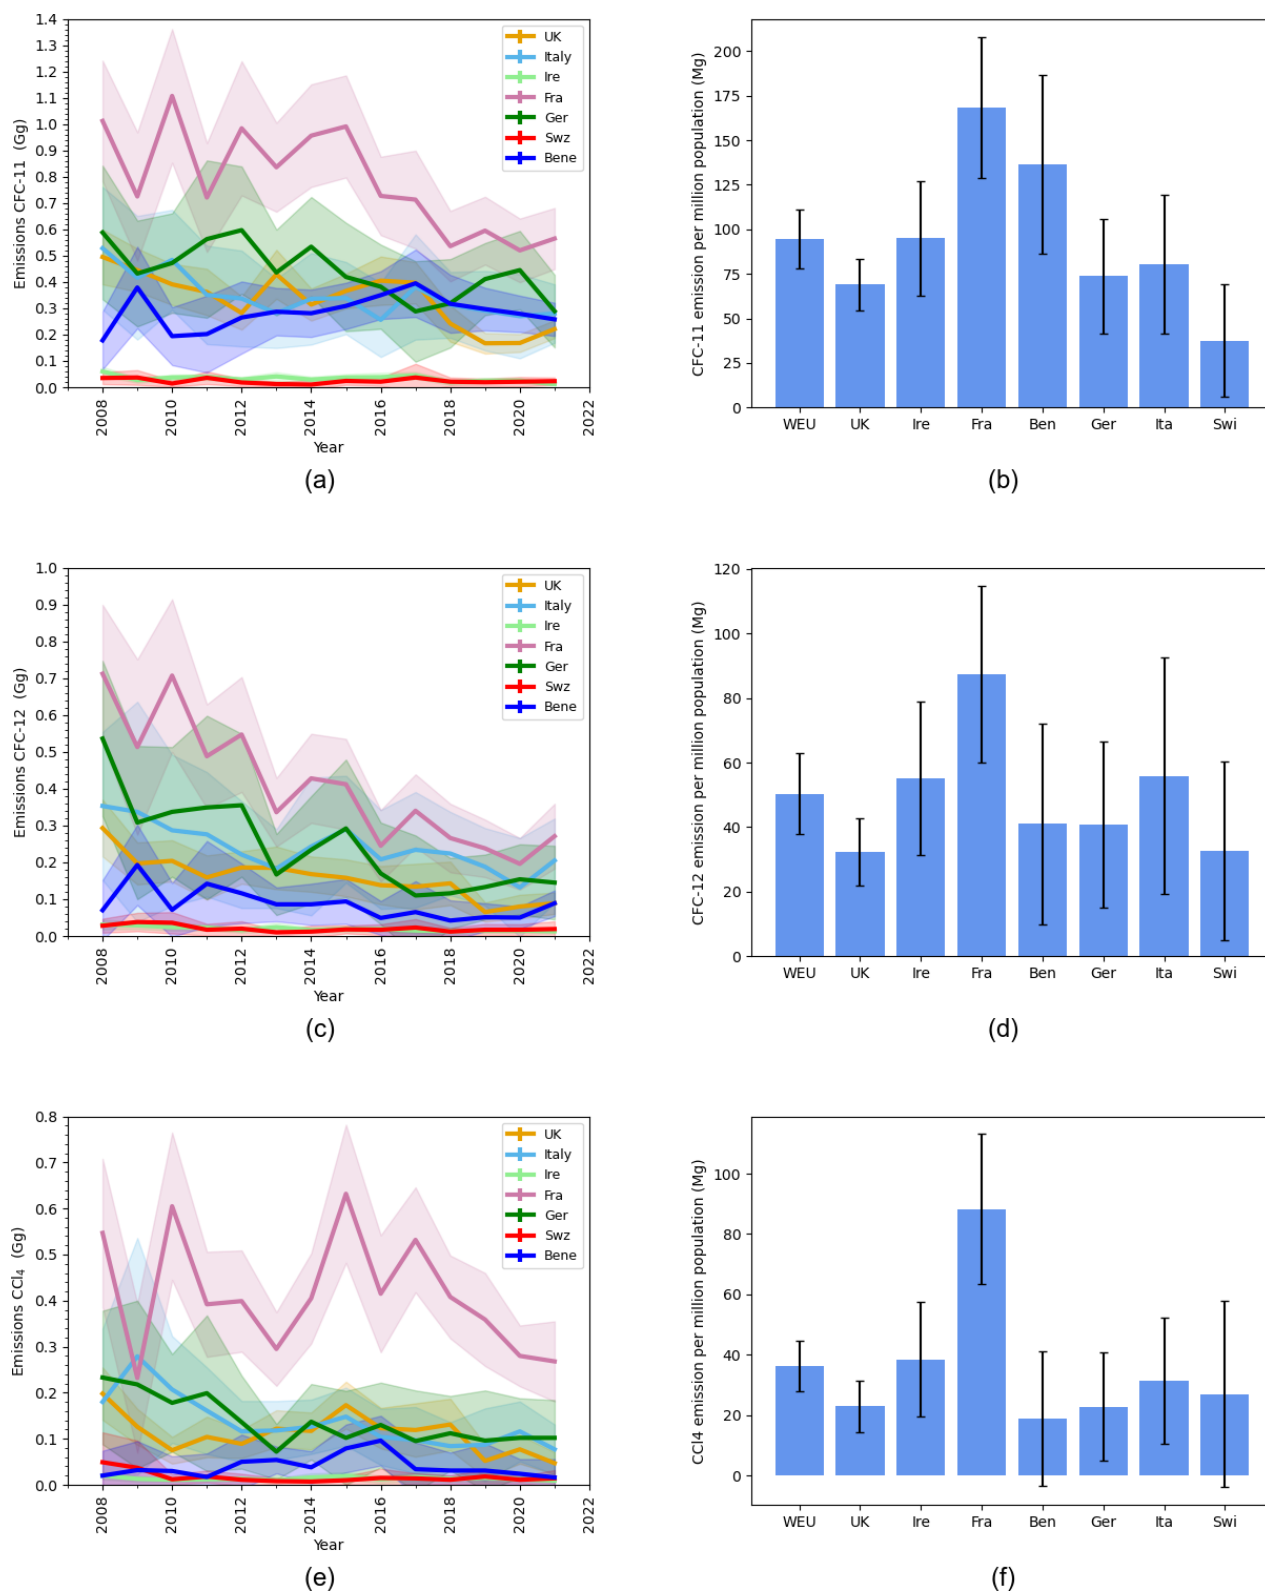 1.4
1.3
1.2
1.1
1.0
0.9
0.8
0.7
0.6
0.5
0.4
0.3
0.2
0.1
0.0
Emissions CFC-11 (Gg)
UK
Italy
Ire
Fra
Ger
Swz
Bene
2008
2010
2012
2014
2016
2018
2020
2022
Year
(a)
200
175
150
125
100
75
50
25
0
CFC-11 emission per million population (Mg)
WEU UK Ire Fra Ben Ger Ita Swi
(b)
1.0
0.9
0.8
0.7
0.6
0.5
0.4
0.3
0.2
0.1
0.0
Emissions CFC-12 (Gg)
UK
Italy
Ire
Fra
Ger
Swz
Bene
2008
2010
2012
2014
2016
2018
2020
2022
Year
(c)
120
100
80
60
40
20
0
CFC-12 emission per million population (Mg)
WEU UK Ire Fra Ben Ger Ita Swi
(d)
0.8
0.7
0.6
0.5
0.4
0.3
0.2
0.1
0.0
Emissions CCl₄ (Gg)
UK
Italy
Ire
Fra
Ger
Swz
Bene
2008
2010
2012
2014
2016
2018
2020
2022
Year
(e)
100
80
60
40
20
0
CCl4 emission per million population (Mg)
WEU UK Ire Fra Ben Ger Ita Swi
(f)